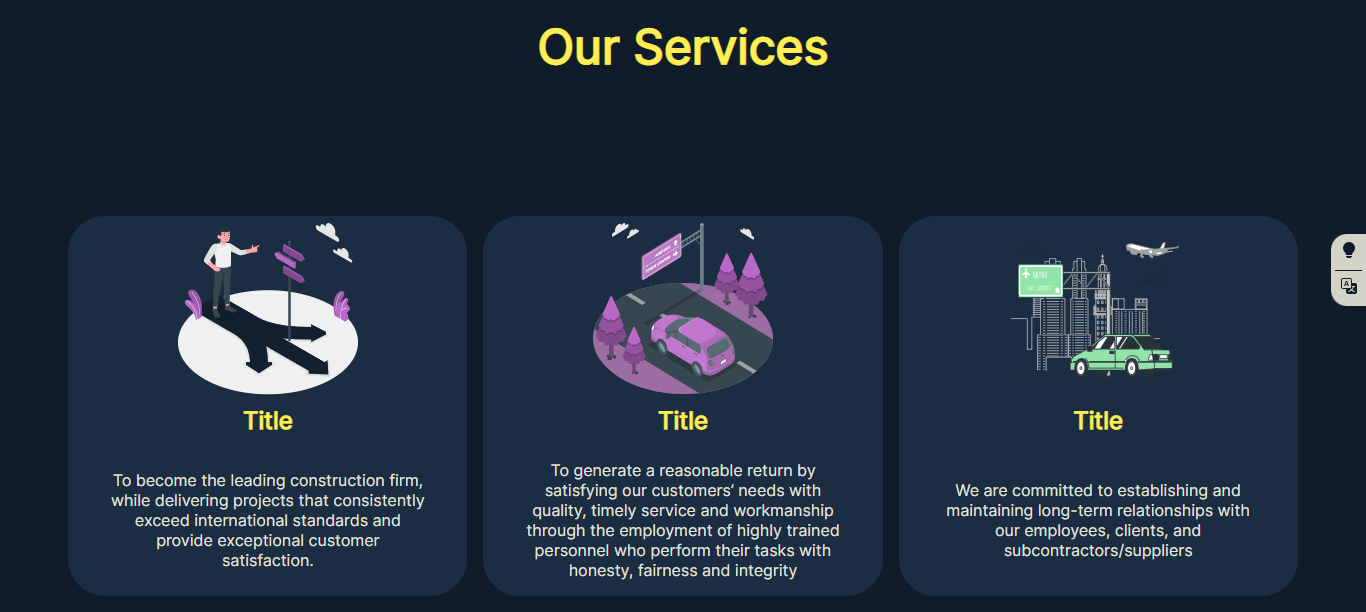 Our Services
Title
To become the leading construction firm,
while delivering projects that consistently
exceed international standards and
provide exceptional customer
satisfaction.
Title
To generate a reasonable return by
satisfying our customers’ needs with
quality, timely service and workmanship
through the employment of highly trained
personnel who perform their tasks with
honesty, fairness and integrity
Title
We are committed to establishing and
maintaining long-term relationships with
our employees, clients, and
subcontractors/suppliers